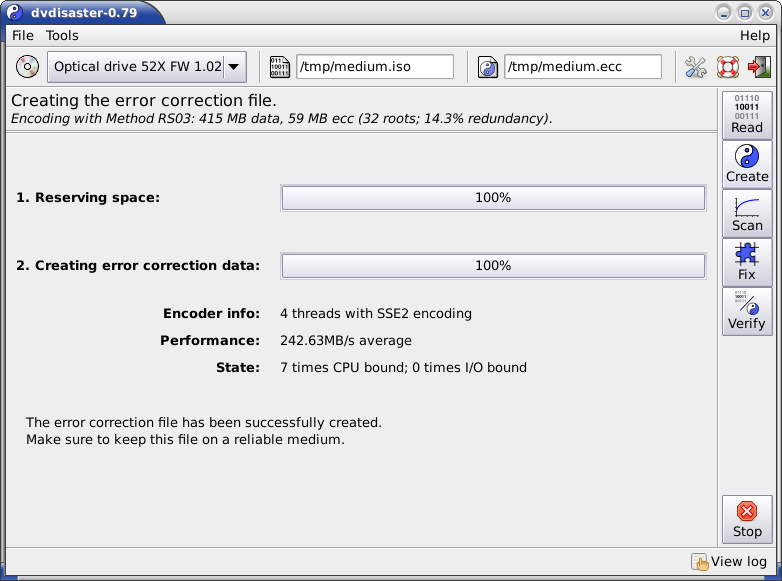 dvdisaster-0.79
File Tools Help
Optical drive 52X FW 1.02 /tmp/medium.iso /tmp/medium.ecc
Creating the error correction file.
Encoding with Method RS03: 415 MB data, 59 MB ecc (32 roots; 14.3% redundancy).
1. Reserving space: 100%
2. Creating error correction data: 100%
Encoder info: 4 threads with SSE2 encoding
Performance: 242.63MB/s average
State: 7 times CPU bound; 0 times I/O bound
The error correction file has been successfully created.
Make sure to keep this file on a reliable medium.
01110
10011
00111
Read
Create
Scan
Fix
Verify
Stop
View log